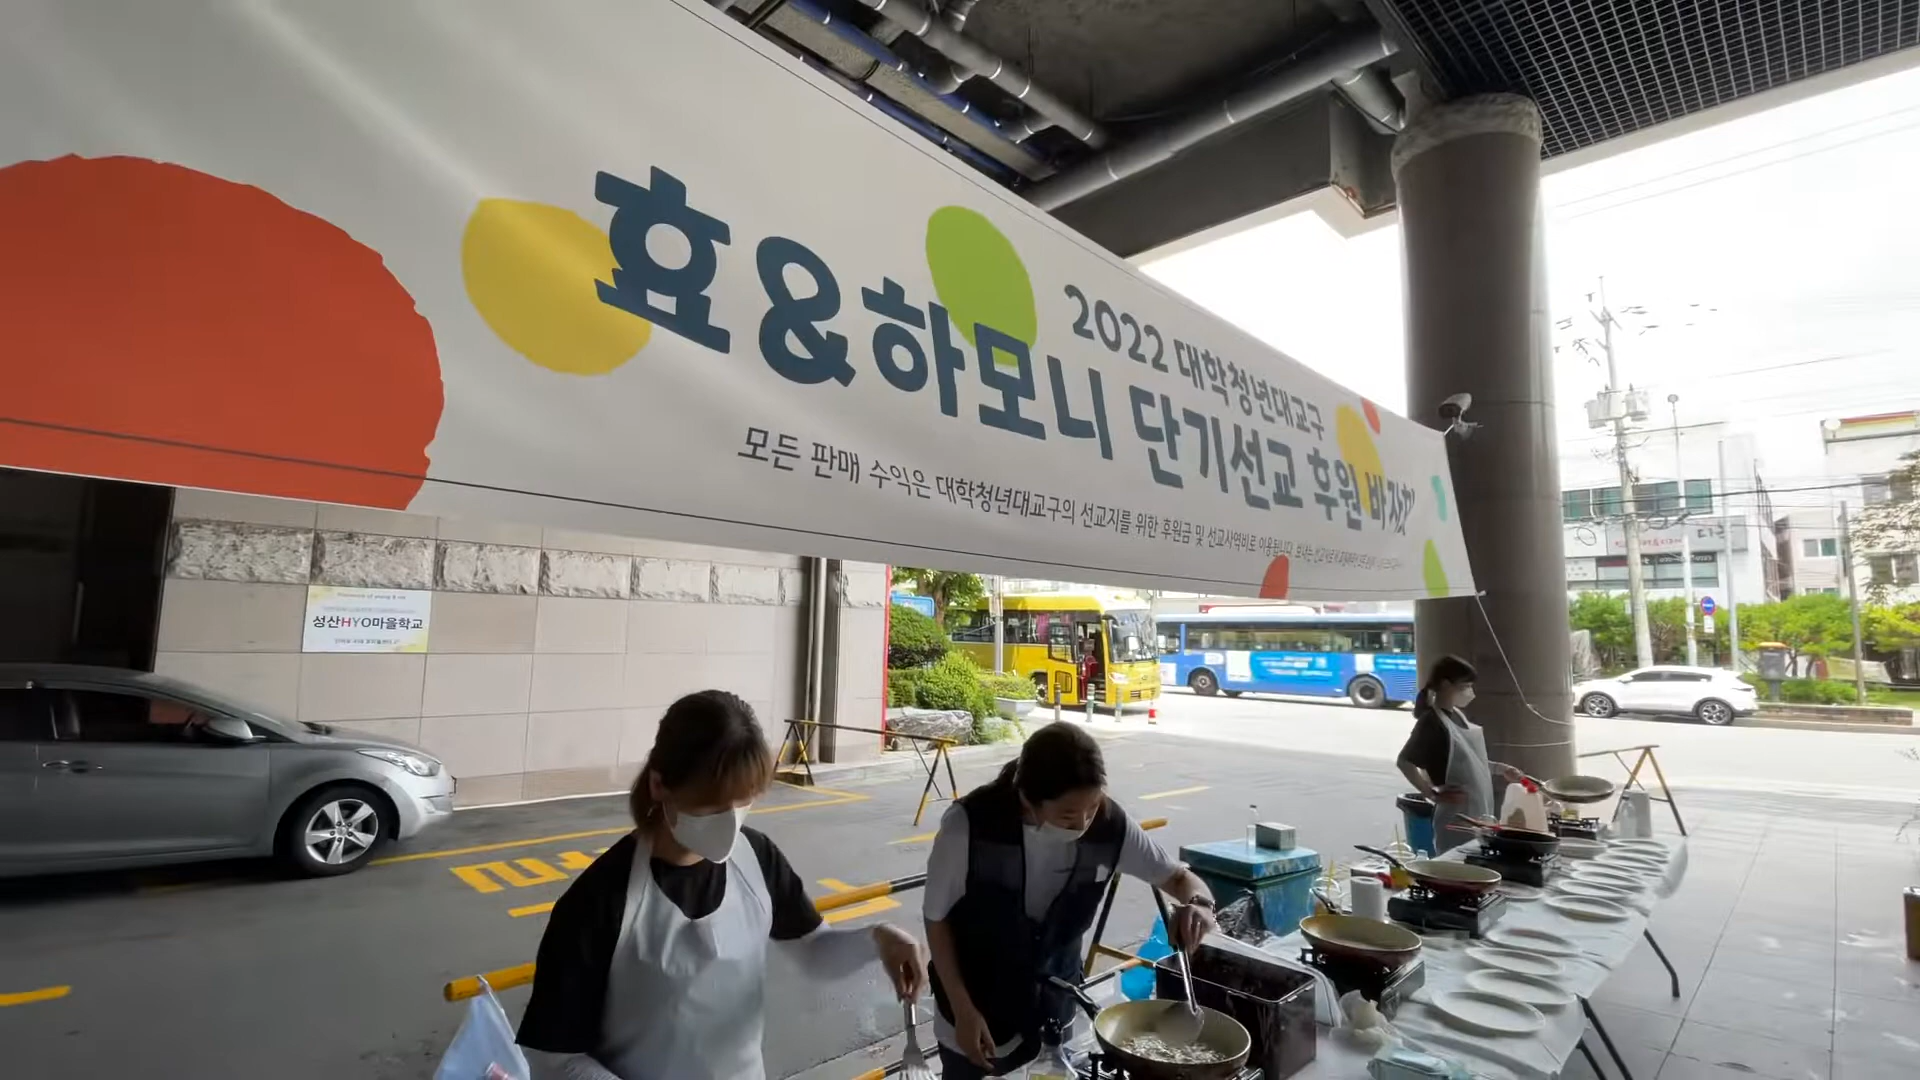 2022 대학청년대교구
효&하모니 단기선교 후원 바자회
모든 판매 수익은 대학청년대교구의 선교지를 위한 후원금 및 선교사역비로 이용됩니다.
성산HYO마을학교